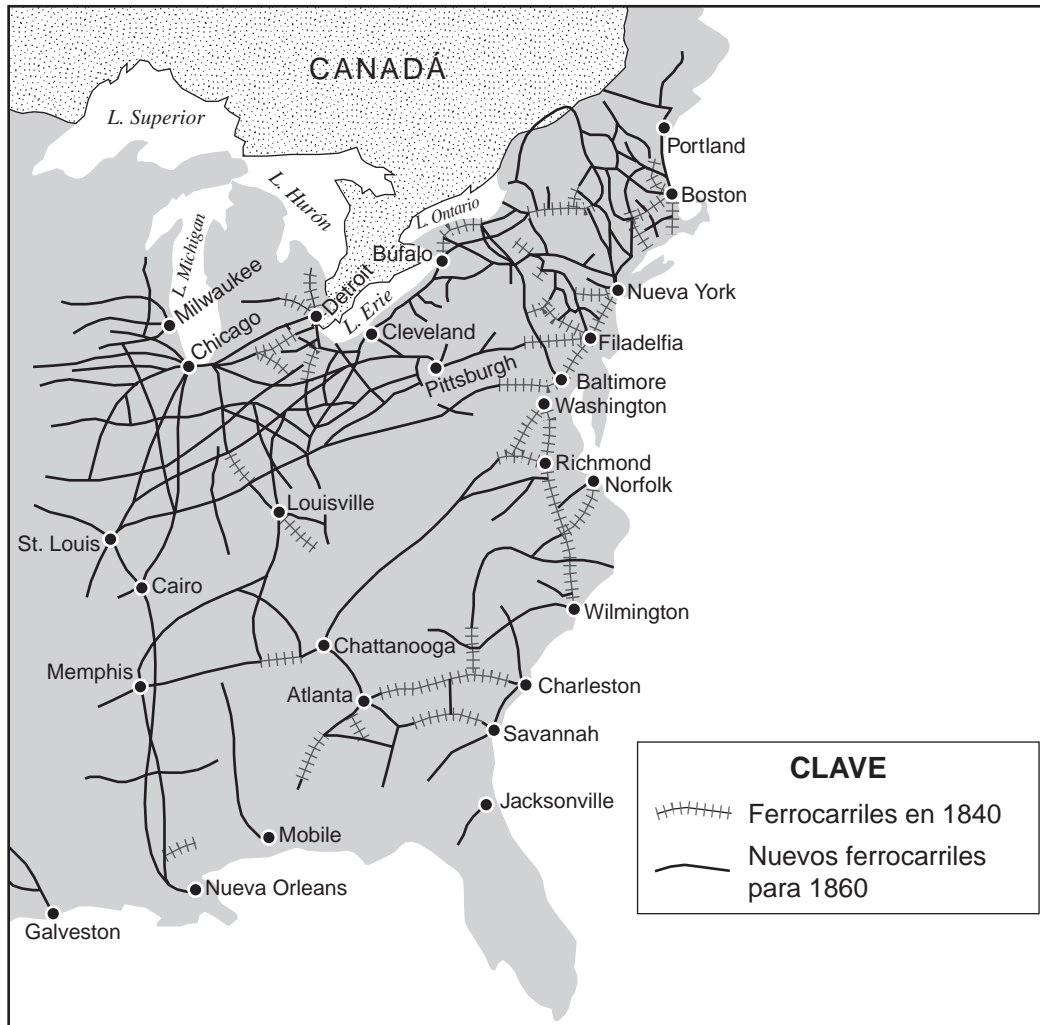 CANADÁ
L. Superior
L. Hurón
L. Michigan
L. Ontario
L. Erie
Portland
Boston
Búfalo
Nueva York
Milwaukee
Detroit
Chicago
Cleveland
Filadelfia
Pittsburgh
Baltimore
Washington
Richmond
Norfolk
Louisville
St. Louis
Cairo
Wilmington
Chattanooga
Memphis
Atlanta
Charleston
Savannah
Jacksonville
Mobile
Nueva Orleans
Galveston
CLAVE
Ferrocarriles en 1840
Nuevos ferrocarriles
para 1860